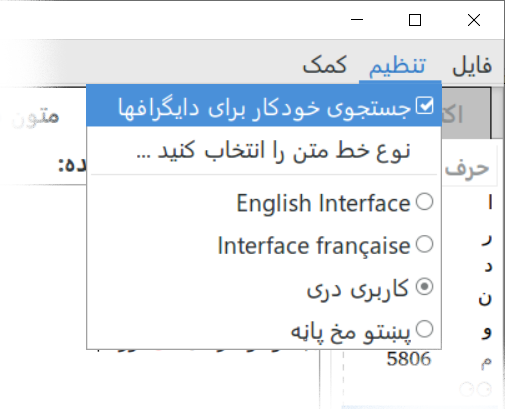 فایل تنظیم کمک
جستجوی خودکار برای دایگرافها
نوع خط متن را انتخاب کنید ...
English Interface
Interface française
کاربری دری
پښتو مخ پاڼه
متون
ده:
حرف
ا
ر
د
ن
و
م
5806